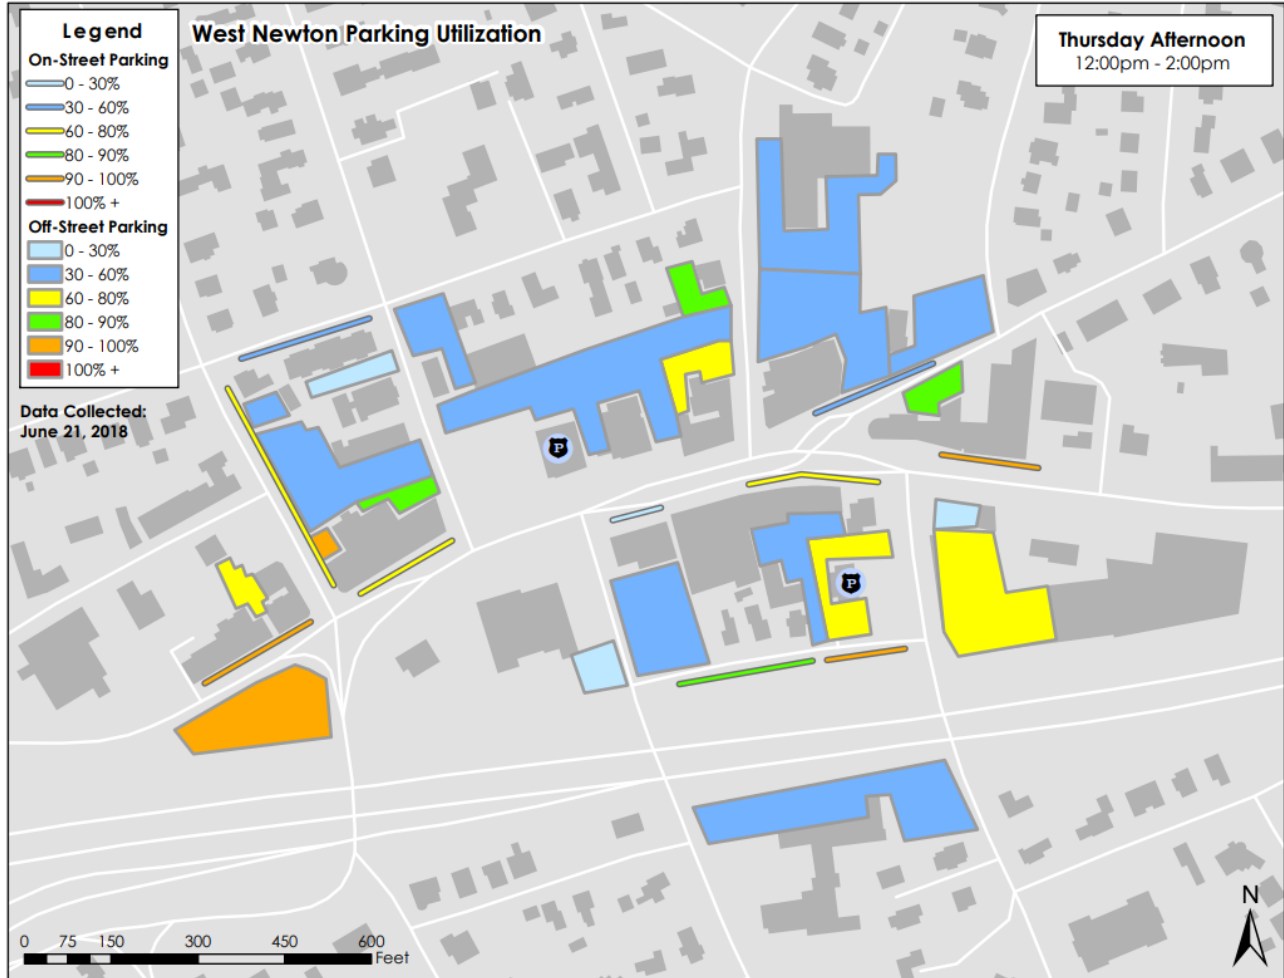 Legend
On-Street Parking
0 - 30%
30 - 60%
60 - 80%
80 - 90%
90 - 100%
100% +
Off-Street Parking
0 - 30%
30 - 60%
60 - 80%
80 - 90%
90 - 100%
100% +
Data Collected:
June 21, 2018
West Newton Parking Utilization
Thursday Afternoon
12:00pm - 2:00pm
P
P
0 75 150 300 450 600
Feet
N